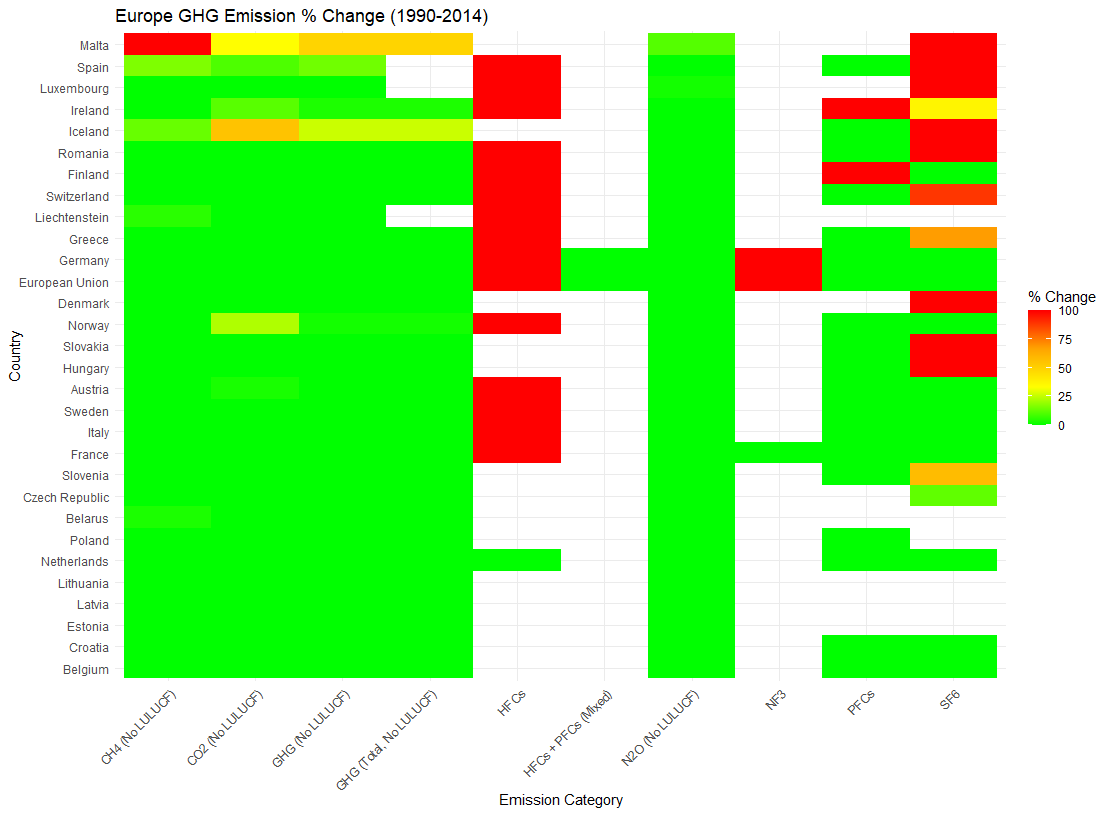 Europe GHG Emission % Change (1990-2014)
Country
Malta
Spain
Luxembourg
Ireland
Iceland
Romania
Finland
Switzerland
Liechtenstein
Greece
Germany
European Union
Denmark
Norway
Slovakia
Hungary
Austria
Sweden
Italy
France
Slovenia
Czech Republic
Belarus
Poland
Netherlands
Lithuania
Latvia
Estonia
Croatia
Belgium
CH4 (No LULUCF)
CO2 (No LULUCF)
GHG (No LULUCF)
GHG (Total, No LULUCF)
HFCs
HFCs + PFCs (Mixed)
N2O (No LULUCF)
NF3
PFCs
SF6
Emission Category
% Change
100
75
50
25
0